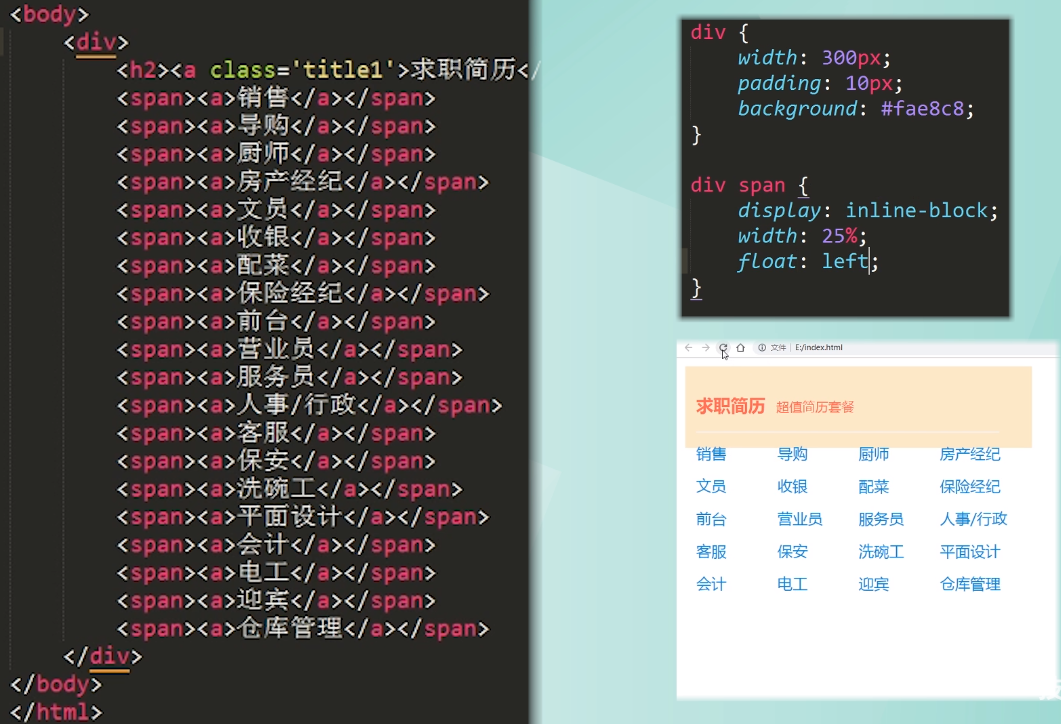 <body>
<div>
<h2><a class='title1'>求职简历</
<span><a>销售</a></span>
<span><a>导购</a></span>
<span><a>厨师</a></span>
<span><a>房产经纪</a></span>
<span><a>文员</a></span>
<span><a>收银</a></span>
<span><a>配菜</a></span>
<span><a>保险经纪</a></span>
<span><a>前台</a></span>
<span><a>营业员</a></span>
<span><a>服务员</a></span>
<span><a>人事/行政</a></span>
<span><a>客服</a></span>
<span><a>保安</a></span>
<span><a>洗碗工</a></span>
<span><a>平面设计</a></span>
<span><a>会计</a></span>
<span><a>电工</a></span>
<span><a>迎宾</a></span>
<span><a>仓库管理</a></span>
</div>
</body>
</html>
div {
width: 300px;
padding: 10px;
background: #fae8c8;
}
div span {
display: inline-block;
width: 25%;
float: left;
}
文件 E:/index.html
求职简历 超值简历套餐
销售 导购 厨师 房产经纪
文员 收银 配菜 保险经纪
前台 营业员 服务员 人事/行政
客服 保安 洗碗工 平面设计
会计 电工 迎宾 仓库管理